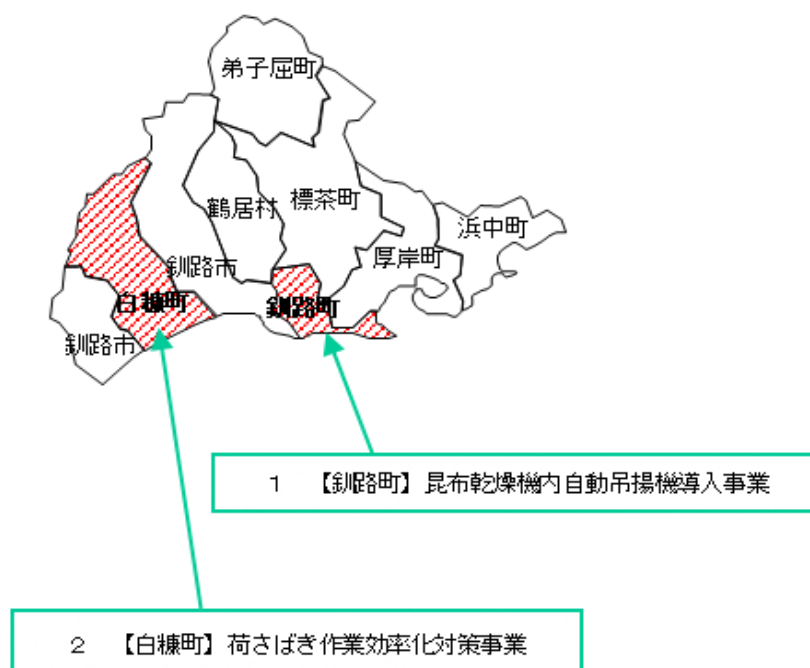 弟子屈町
鶴居村
標茶町
浜中町
厚岸町
釧路市
白糠町
釧路町
釧路市
1 【釧路町】昆布乾燥機内自動吊揚機導入事業
2 【白糠町】荷さばき作業効率化対策事業